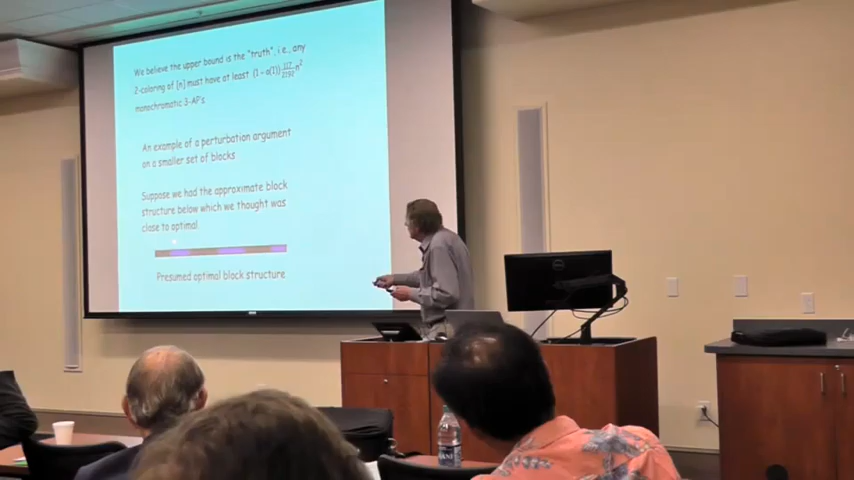 We believe the upper bound is the "truth", i.e., any
2-coloring of [n] must have at least (1 - o(1)) 117/2192 n²
monochromatic 3-AP's
An example of a perturbation argument
on a smaller set of blocks
Suppose we had the approximate block
structure below which we thought was
close to optimal
Presumed optimal block structure